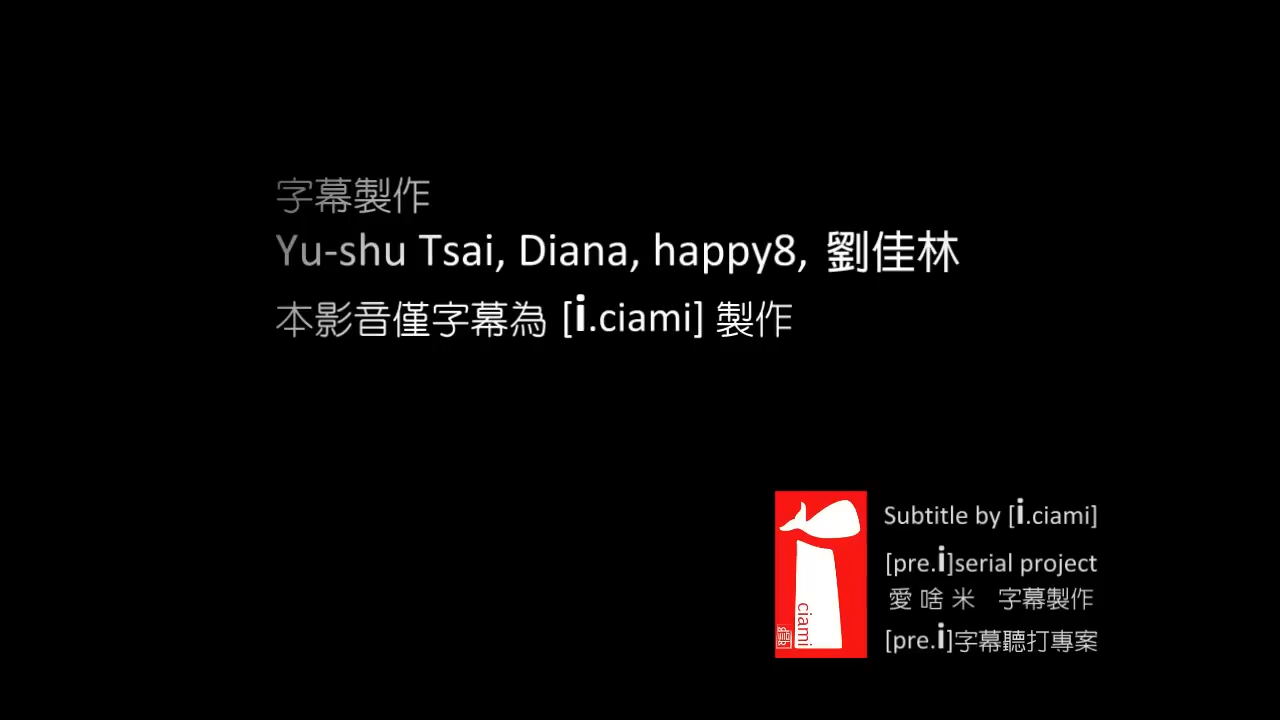 字幕製作
Yu-shu Tsai, Diana, happy8, 劉佳林
本影音僅字幕為 [i.ciami] 製作
Subtitle by [i.ciami]
[pre.i]serial project
愛啥米 字幕製作
[pre.i]字幕聽打專案
ciami